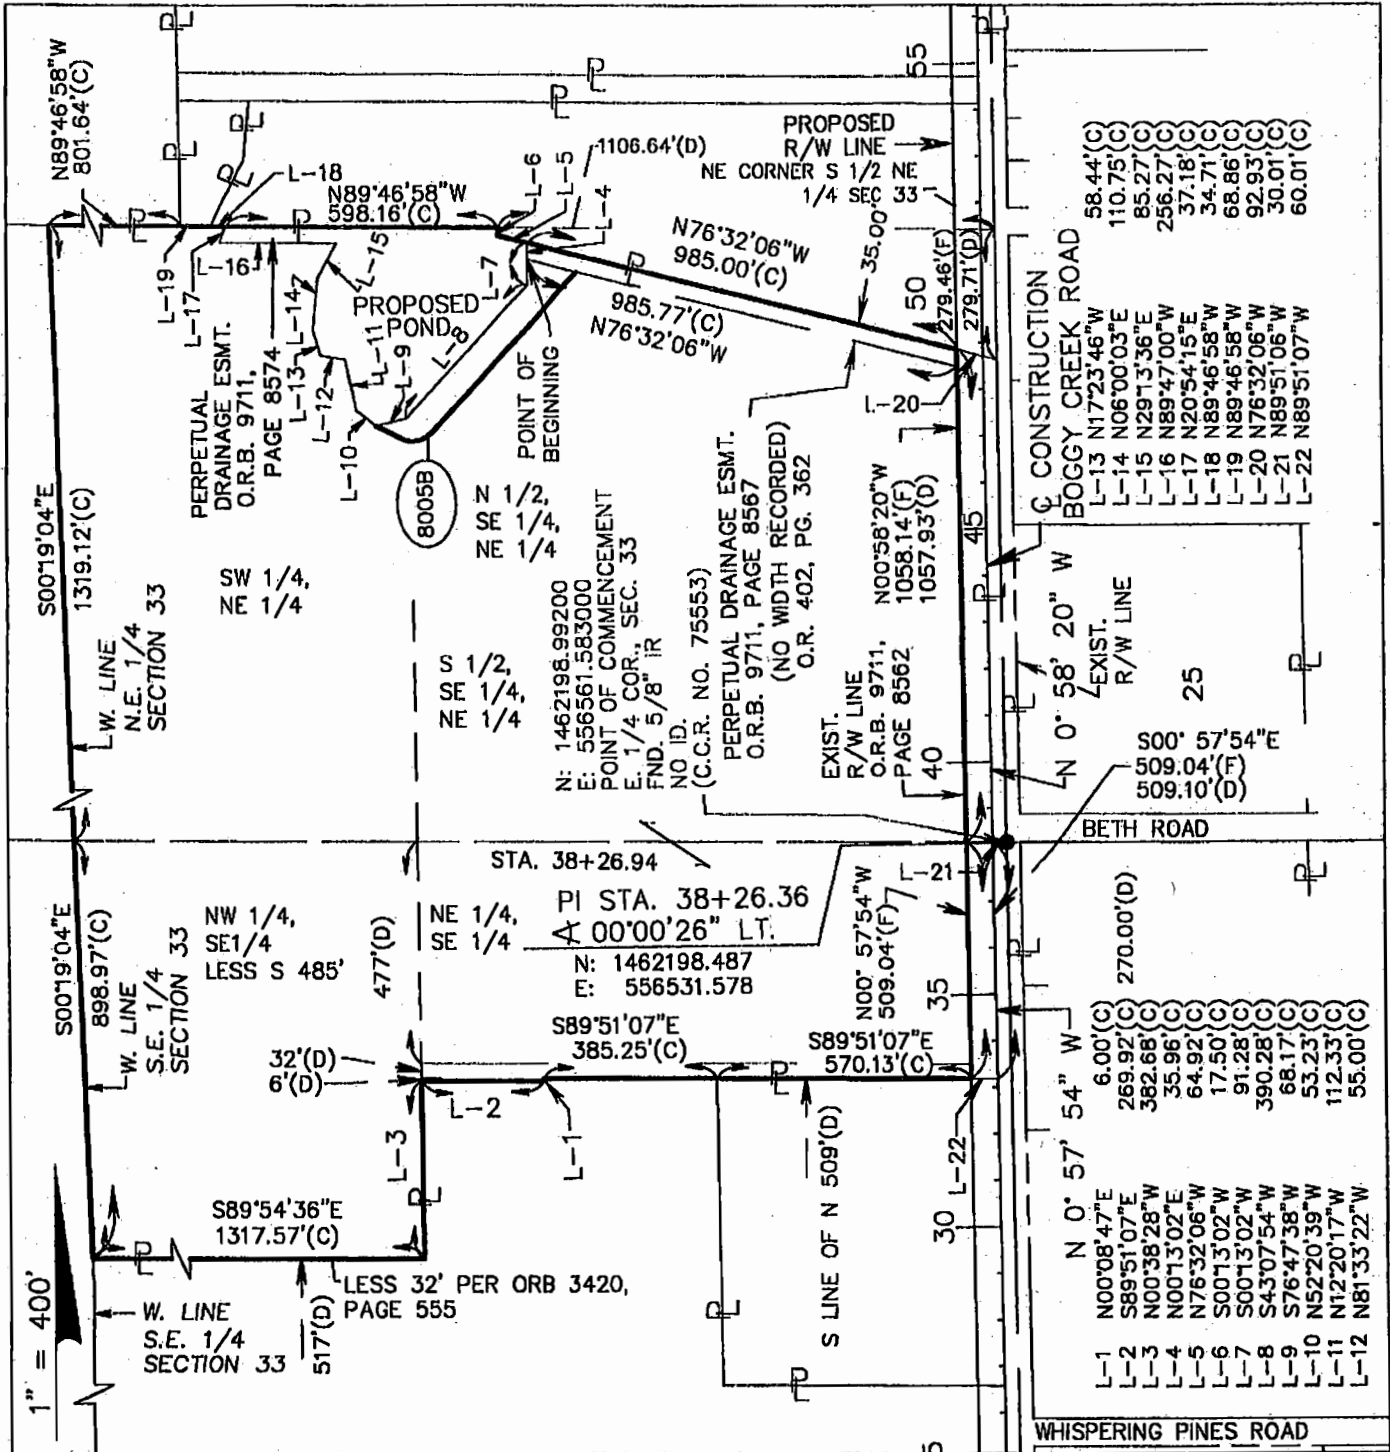 N89°46'58"W
801.64'(C)
L-18
N89°46'58"W
598.16'(C)
L-6
L-5
L-4
1106.64'(D)
PROPOSED
R/W LINE
NE CORNER S 1/2 NE
1/4 SEC 33
55
N76°32'06"W
985.00'(C)
35.00'
50
279.46'(F)
279.71'(D)
985.77'(C)
N76°32'06"W
L-19
L-17
L-16
L-15
L-14
L-13
L-12
L-11
L-10
L-9
L-8
L-7
PROPOSED
POND
PERPETUAL
DRAINAGE ESMT.
O.R.B. 9711,
PAGE 8574
POINT OF
BEGINNING
8005B
L-20
S00°19'04"E
1319.12'(C)
W. LINE
N.E. 1/4
SECTION 33
SW 1/4,
NE 1/4
N 1/2,
SE 1/4,
NE 1/4
S 1/2,
SE 1/4,
NE 1/4
N: 1462198.99200
E: 556561.583000
POINT OF COMMENCEMENT
E. 1/4 COR., SEC. 33
FND. 5/8" IR
NO ID.
(C.C.R. NO. 75553)
PERPETUAL DRAINAGE ESMT.
O.R.B. 9711, PAGE 8567
(NO WIDTH RECORDED)
O.R. 402, PG. 362
N00°58'20"W
1058.14'(F)
1057.93'(D)
45
EXIST.
R/W LINE
O.R.B. 9711,
PAGE 8562
40
℄ CONSTRUCTION
BOGGY CREEK ROAD
L-13 N17°23'46"W 58.44'(C)
L-14 N06°00'03"E 110.75'(C)
L-15 N29°13'36"E 85.27'(C)
L-16 N89°47'00"W 256.27'(C)
L-17 N20°54'15"E 37.18'(C)
L-18 N89°46'58"W 34.71'(C)
L-19 N89°46'58"W 68.86'(C)
L-20 N76°32'06"W 92.93'(C)
L-21 N89°51'06"W 30.01'(C)
L-22 N89°51'07"W 60.01'(C)
N 0° 58' 20" W
EXIST.
R/W LINE
25
S00° 57'54"E
509.04'(F)
509.10'(D)
BETH ROAD
STA. 38+26.94
PI STA. 38+26.36
00°00'26" LT.
N: 1462198.487
E: 556531.578
L-21
N00° 57'54"W
509.04'(F)
35
S00°19'04"E
898.97'(C)
W. LINE
S.E. 1/4
SECTION 33
NW 1/4,
SE1/4
LESS S 485'
477'(D)
NE 1/4,
SE 1/4
S89°51'07"E
385.25'(C)
S89°51'07"E
570.13'(C)
32'(D)
6'(D)
L-2
L-1
L-3
L-22
S LINE OF N 509'(D)
30
270.00'(D)
N 0° 57' 54" W
S89°54'36"E
1317.57'(C)
LESS 32' PER ORB 3420,
PAGE 555
517'(D)
W. LINE
S.E. 1/4
SECTION 33
1" = 400'
L-1 N00°08'47"E 6.00'(C)
L-2 S89°51'07"E 269.92'(C)
L-3 N00°38'28"W 382.68'(C)
L-4 N00°13'02"E 35.96'(C)
L-5 N76°32'06"W 64.92'(C)
L-6 S00°13'02"W 17.50'(C)
L-7 S00°13'02"W 91.28'(C)
L-8 S43°07'54"W 390.28'(C)
L-9 S76°47'38"W 68.17'(C)
L-10 N52°20'39"W 53.23'(C)
L-11 N12°20'17"W 112.33'(C)
L-12 N81°33'22"W 55.00'(C)
WHISPERING PINES ROAD